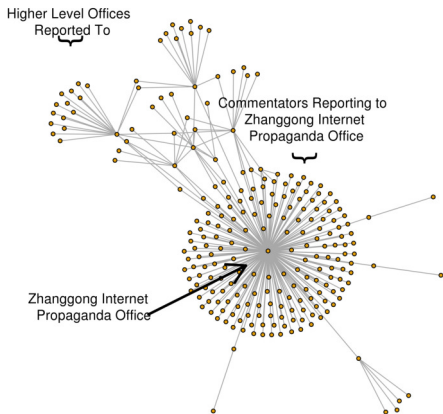 Higher Level Offices
Reported To
Commentators Reporting to
Zhanggong Internet
Propaganda Office
Zhanggong Internet
Propaganda Office